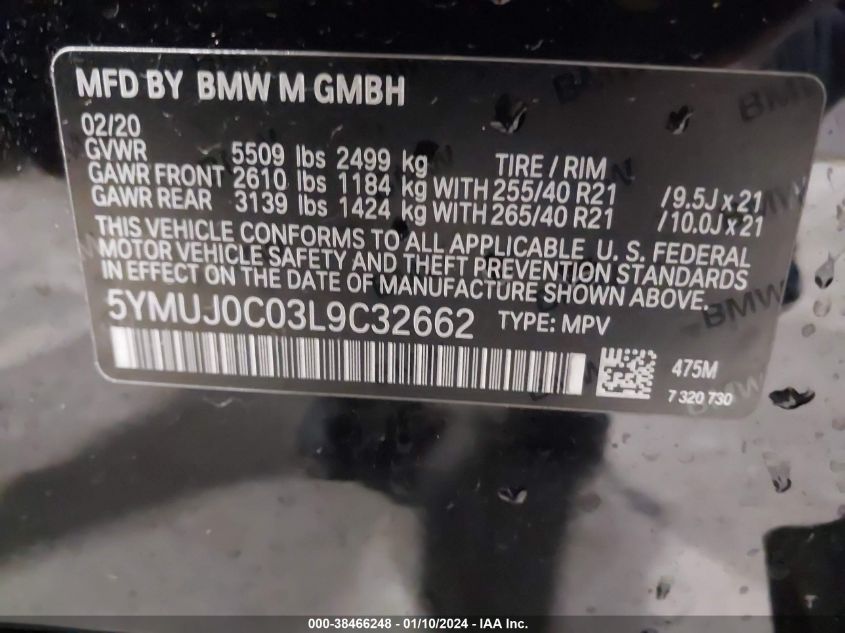 MFD BY BMW M GMBH
02/20
GVWR 5509 lbs 2499 kg TIRE / RIM
GAWR FRONT 2610 lbs 1184 kg WITH 255/40 R21 /9.5J x 21
GAWR REAR 3139 lbs 1424 kg WITH 265/40 R21 /10.0J x 21
THIS VEHICLE CONFORMS TO ALL APPLICABLE U. S. FEDERAL
MOTOR VEHICLE SAFETY AND THEFT PREVENTION STANDARDS
IN EFFECT ON THE DATE OF MANUFACTURE SHOWN ABOVE.
5YMUJ0C03L9C32662 TYPE: MPV
475M
7 320 730
000-38466248 - 01/10/2024 - IAA Inc.